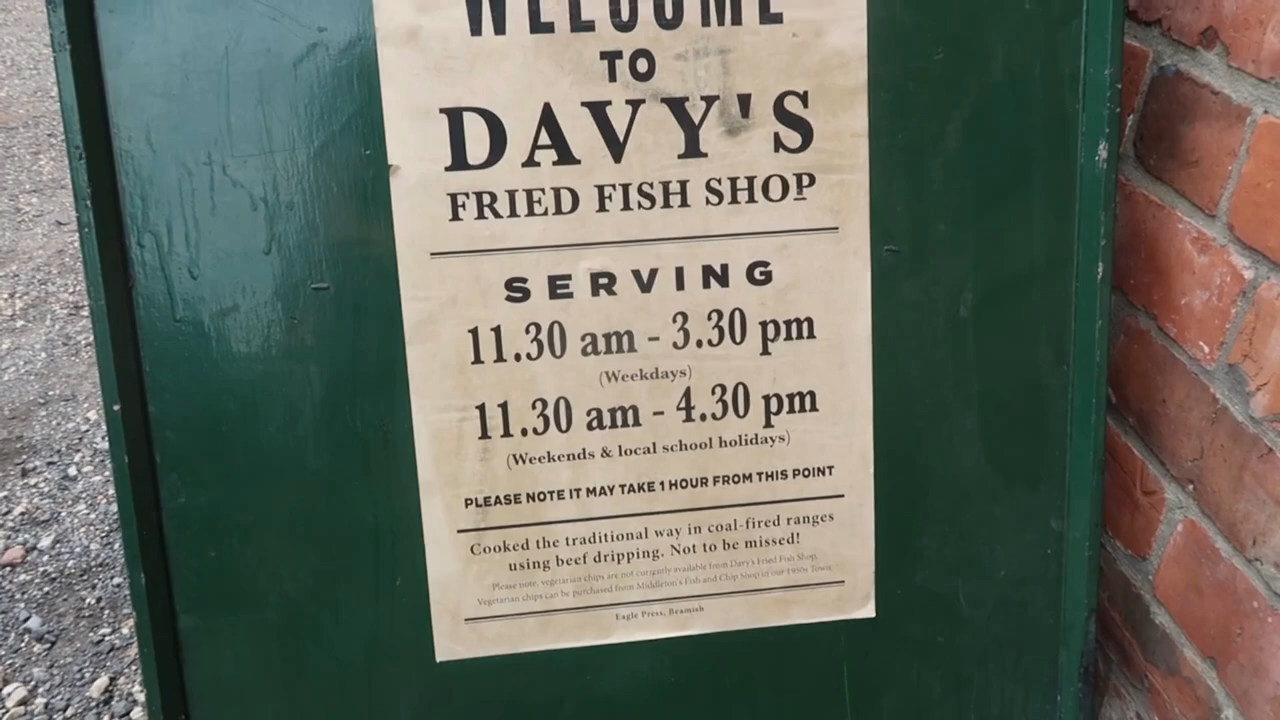 WELCOME
TO
DAVY'S
FRIED FISH SHOP
SERVING
11.30 am - 3.30 pm
(Weekdays)
11.30 am - 4.30 pm
(Weekends & local school holidays)
PLEASE NOTE IT MAY TAKE 1 HOUR FROM THIS POINT
Cooked the traditional way in coal-fired ranges
using beef dripping. Not to be missed!
Please note, vegetarian chips are not currently available from Davy's Fried Fish Shop.
Vegetarian chips can be purchased from Middleton's Fish and Chip Shop in our 1950s Town.
Eagle Press, Beamish